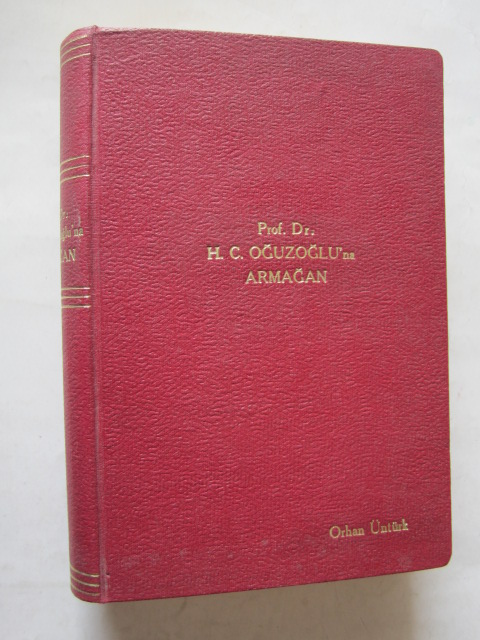 Prof. Dr.
H. C. OĞUZOĞLU'na
ARMAĞAN
Orhan Üntürk